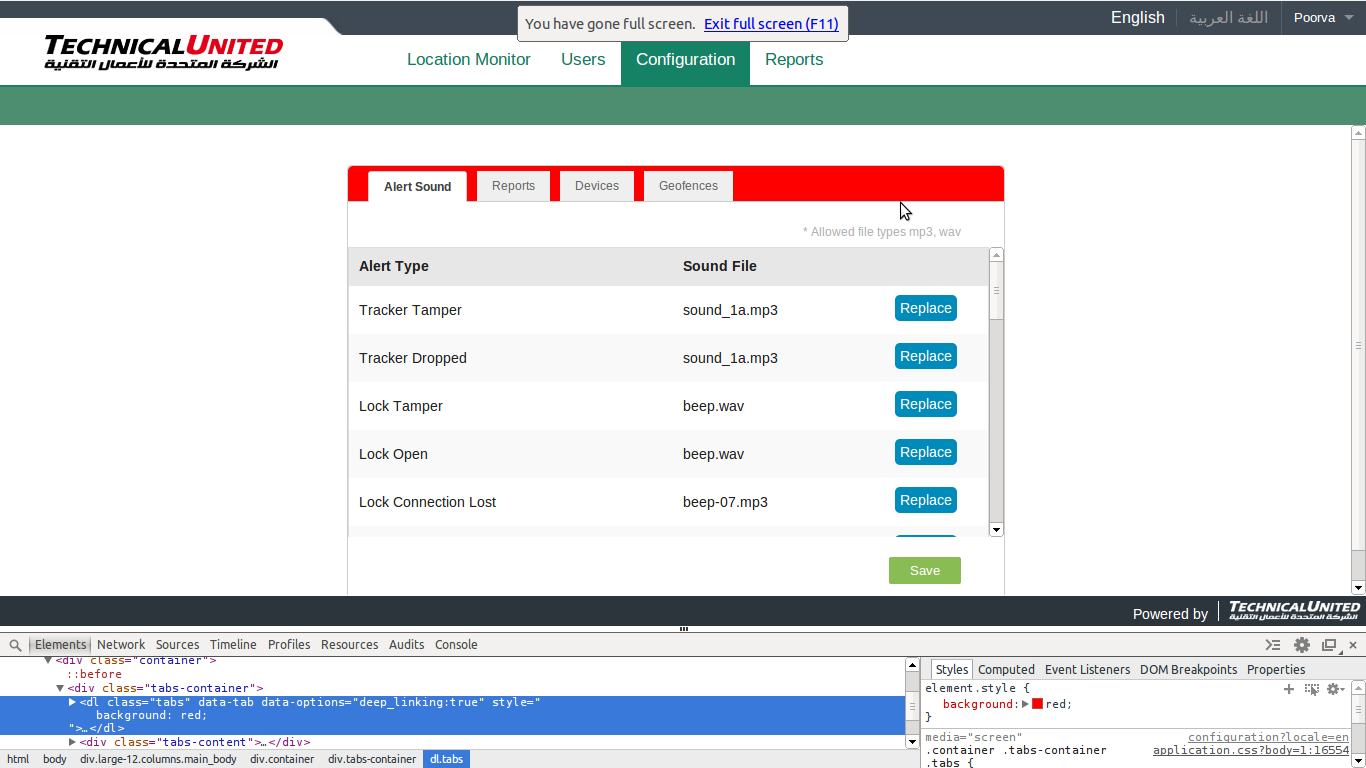 You have gone full screen. Exit full screen (F11)
English اللغة العربية Poorva
TECHNICALUNITED
الشركة المتحدة للأعمال التقنية
Location Monitor Users Configuration Reports
Alert Sound Reports Devices Geofences
* Allowed file types mp3, wav
Alert Type Sound File
Tracker Tamper sound_1a.mp3 Replace
Tracker Dropped sound_1a.mp3 Replace
Lock Tamper beep.wav Replace
Lock Open beep.wav Replace
Lock Connection Lost beep-07.mp3 Replace
Save
Powered by TECHNICALUNITED
الشركة المتحدة للأعمال التقنية
Elements Network Sources Timeline Profiles Resources Audits Console
<div class="container">
::before
<div class="tabs-container">
<dl class="tabs" data-tab data-options="deep_linking:true" style="
background: red;
">…</dl>
<div class="tabs-content">…</div>
html body div.large-12.columns.main_body div.container div.tabs-container dl.tabs
Styles Computed Event Listeners DOM Breakpoints Properties
element.style {
background: red;
}
media="screen" configuration?locale=en
.container .tabs-container application.css?body=1:16554
.tabs {